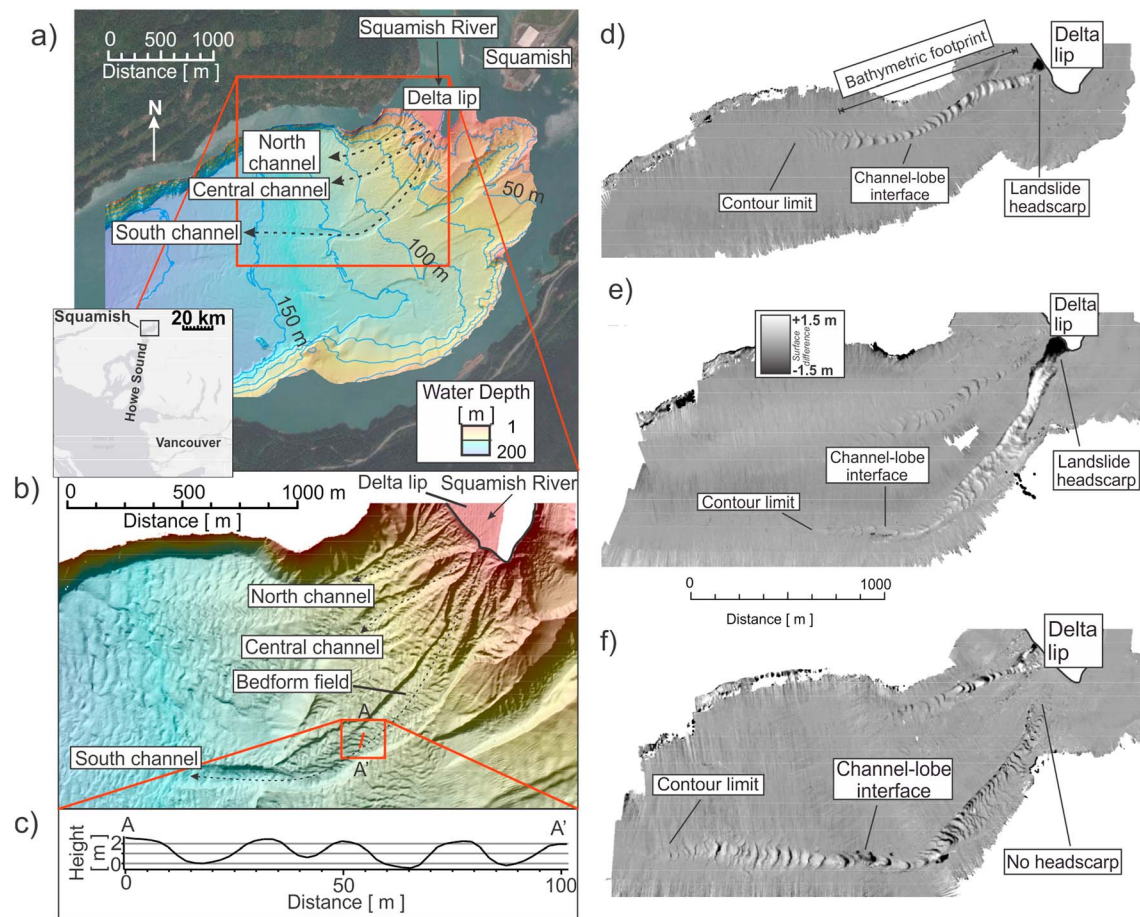 a)
0 500 1000
Distance [ m ]
N
Squamish
River
Squamish
Delta lip
North
channel
Central channel
South channel
50 m
100 m
150 m
Squamish
20 km
Howe Sound
Vancouver
Water Depth
[ m ]
1
200
b)
0 500 1000 m
Distance [ m ]
Delta lip
Squamish River
North channel
Central channel
Bedform field
A
A'
South channel
c)
A
A'
Height
[ m ]
2
0
0 50 100
Distance [ m ]
d)
Bathymetric footprint
Delta
lip
Channel-lobe
interface
Contour limit
Landslide
headscarp
e)
+1.5 m
Surface
difference
-1.5 m
Delta
lip
Channel-lobe
interface
Contour limit
Landslide
headscarp
0 1000
Distance [ m ]
f)
Delta
lip
Channel-lobe
interface
Contour limit
No headscarp